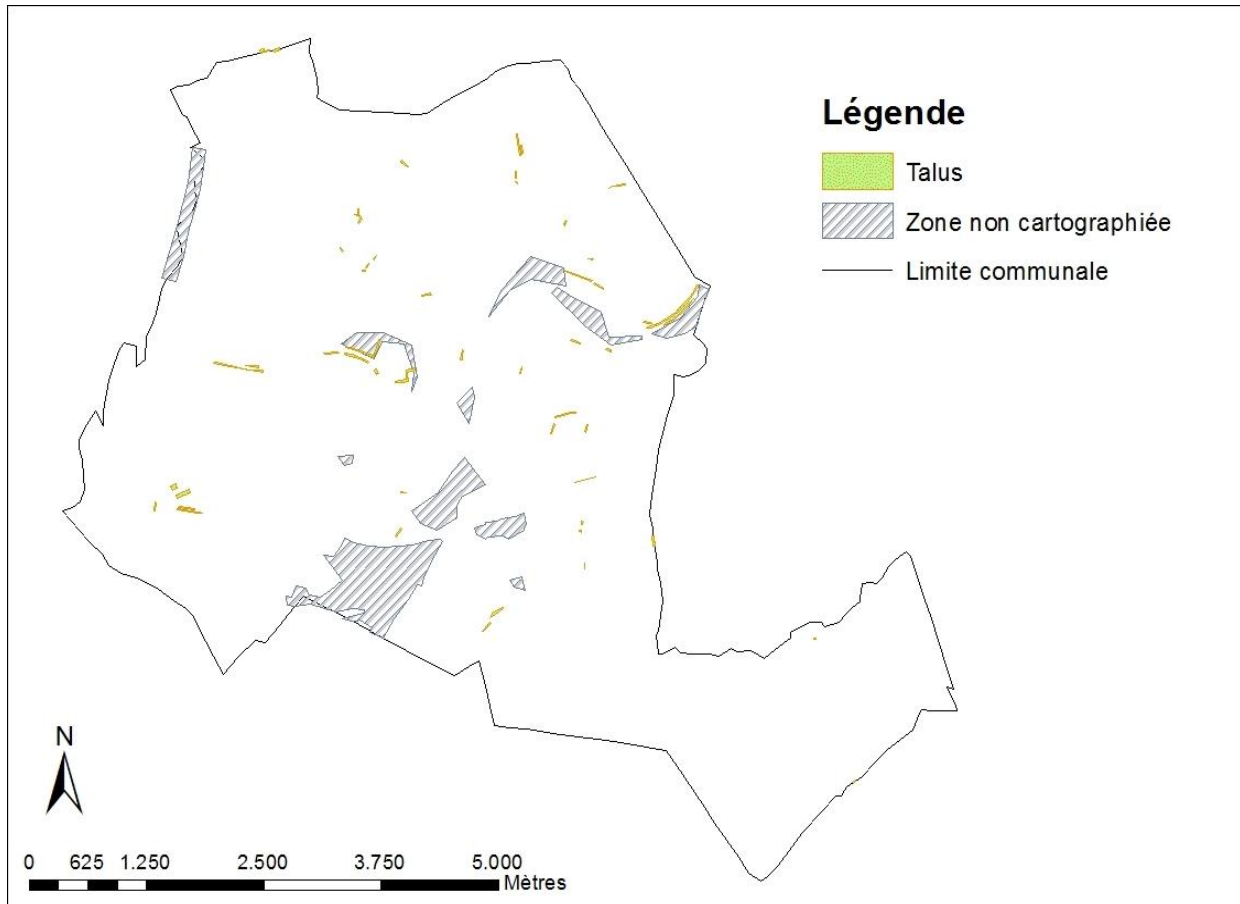 Légende
Talus
Zone non cartographiée
Limite communale
N
0 625 1.250 2.500 3.750 5.000
Mètres